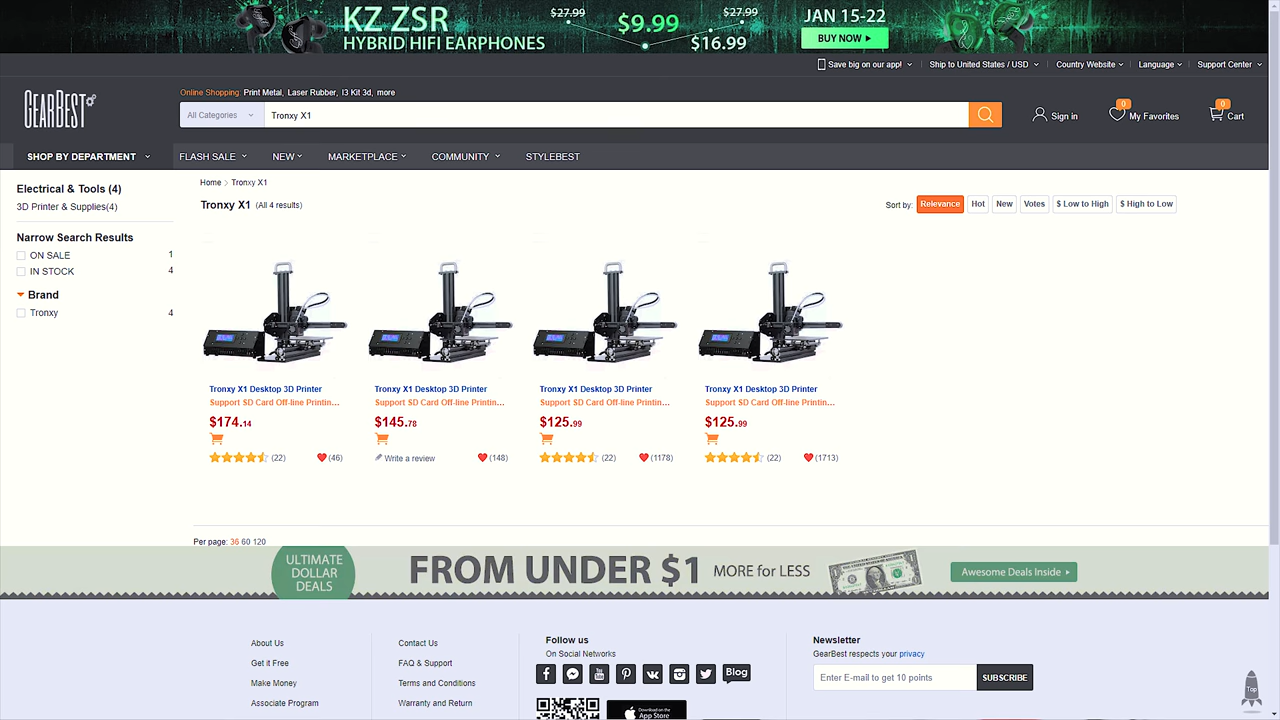 KZ ZSR
HYBRID HIFI EARPHONES
$27.99
$9.99
$27.99
$16.99
JAN 15-22
BUY NOW
Save big on our app!
Ship to United States / USD
Country Website
Language
Support Center
GEARBEST
Online Shopping: Print Metal, Laser Rubber, I3 Kit 3d, more
All Categories
Tronxy X1
Sign in
0
My Favorites
0
Cart
SHOP BY DEPARTMENT
FLASH SALE
NEW
MARKETPLACE
COMMUNITY
STYLEBEST
Electrical & Tools (4)
3D Printer & Supplies(4)
Narrow Search Results
ON SALE 1
IN STOCK 4
Brand
Tronxy 4
Home > Tronxy X1
Tronxy X1 (All 4 results)
Sort by: Relevance Hot New Votes $ Low to High $ High to Low
Tronxy X1 Desktop 3D Printer
Support SD Card Off-line Printin...
$174.14
(22)
(46)
Tronxy X1 Desktop 3D Printer
Support SD Card Off-line Printin...
$145.78
Write a review
(148)
Tronxy X1 Desktop 3D Printer
Support SD Card Off-line Printin...
$125.99
(22)
(1178)
Tronxy X1 Desktop 3D Printer
Support SD Card Off-line Printin...
$125.99
(22)
(1713)
Per page: 36 60 120
ULTIMATE
DOLLAR
DEALS
FROM UNDER $1 MORE for LESS
Awesome Deals Inside
About Us
Get it Free
Make Money
Associate Program
Contact Us
FAQ & Support
Terms and Conditions
Warranty and Return
Follow us
On Social Networks
Blog
Download on the
App Store
Newsletter
GearBest respects your privacy
Enter E-mail to get 10 points
SUBSCRIBE
Top